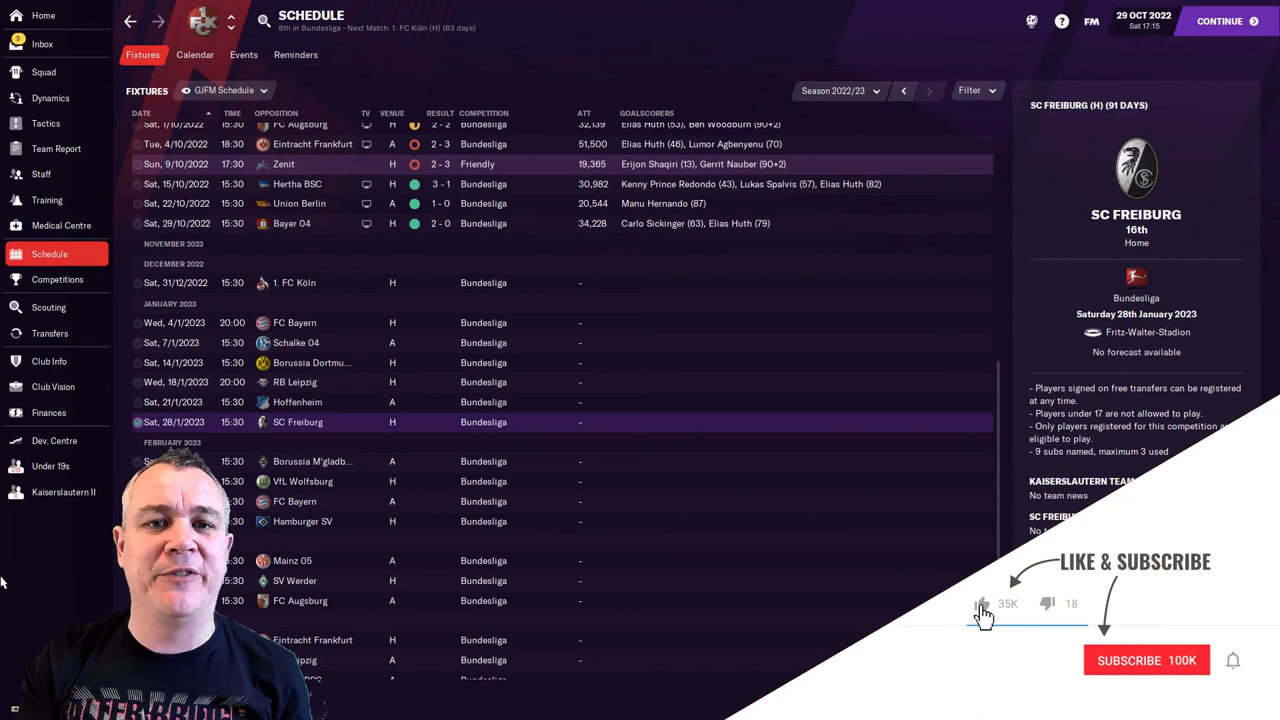 Home
3
Inbox
Squad
Dynamics
Tactics
Team Report
Staff
Training
Medical Centre
Schedule
Competitions
Scouting
Transfers
Club Info
Club Vision
Finances
Dev. Centre
Under 19s
Kaiserslautern II
SCHEDULE
8th in Bundesliga - Next Match: 1. FC Köln (H) (63 days)
FM
29 OCT 2022
Sat 17:15
CONTINUE
Fixtures Calendar Events Reminders
FIXTURES GJFM Schedule Season 2022/23 Filter
DATE TIME OPPOSITION TV VENUE RESULT COMPETITION ATT GOALSCORERS
Sat, 1/10/2022 15:30 FC Augsburg H 2 - 2 Bundesliga 32,139 Elias Huth (53), Ben Woodburn (90+2)
Tue, 4/10/2022 18:30 Eintracht Frankfurt A 2 - 3 Bundesliga 51,500 Elias Huth (46), Lumor Agbenyenu (70)
Sun, 9/10/2022 17:30 Zenit H 2 - 3 Friendly 19,365 Erijon Shaqiri (13), Gerrit Nauber (90+2)
Sat, 15/10/2022 15:30 Hertha BSC H 3 - 1 Bundesliga 30,982 Kenny Prince Redondo (43), Lukas Spalvis (57), Elias Huth (82)
Sat, 22/10/2022 15:30 Union Berlin A 1 - 0 Bundesliga 20,544 Manu Hernando (87)
Sat, 29/10/2022 15:30 Bayer 04 H 2 - 0 Bundesliga 34,228 Carlo Sickinger (63), Elias Huth (79)
NOVEMBER 2022
DECEMBER 2022
Sat, 31/12/2022 15:30 1. FC Köln H Bundesliga -
JANUARY 2023
Wed, 4/1/2023 20:00 FC Bayern H Bundesliga -
Sat, 7/1/2023 15:30 Schalke 04 A Bundesliga -
Sat, 14/1/2023 15:30 Borussia Dortmu... H Bundesliga -
Wed, 18/1/2023 20:00 RB Leipzig H Bundesliga -
Sat, 21/1/2023 15:30 Hoffenheim A Bundesliga -
Sat, 28/1/2023 15:30 SC Freiburg H Bundesliga -
FEBRUARY 2023
15:30 Borussia M'gladb... A Bundesliga -
15:30 VfL Wolfsburg H Bundesliga -
15:30 FC Bayern A Bundesliga -
15:30 Hamburger SV H Bundesliga -
:30 Mainz 05 A Bundesliga -
:30 SV Werder H Bundesliga -
15:30 FC Augsburg A Bundesliga -
:30 Eintracht Frankfurt H Bundesliga -
A Bundesliga -
SC FREIBURG (H) (91 DAYS)
SC FREIBURG
16th
Home
Bundesliga
Saturday 28th January 2023
Fritz-Walter-Stadion
No forecast available
- Players signed on free transfers can be registered
at any time.
- Players under 17 are not allowed to play.
- Only players registered for this competition
eligible to play.
- 9 subs named, maximum 3 used
KAISERSLAUTERN TEAM
No team news
SC FREIBU
LIKE & SUBSCRIBE
35K 18
SUBSCRIBE 100K